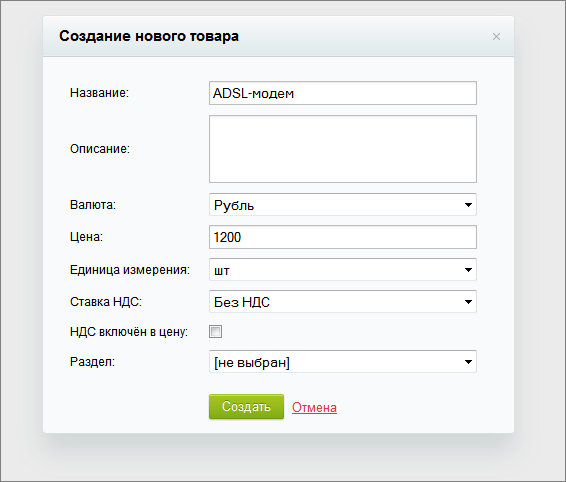 Создание нового товара ×
Название: ADSL-модем
Описание:
Валюта: Рубль
Цена: 1200
Единица измерения: шт
Ставка НДС: Без НДС
НДС включён в цену:
Раздел: [не выбран]
Создать Отмена